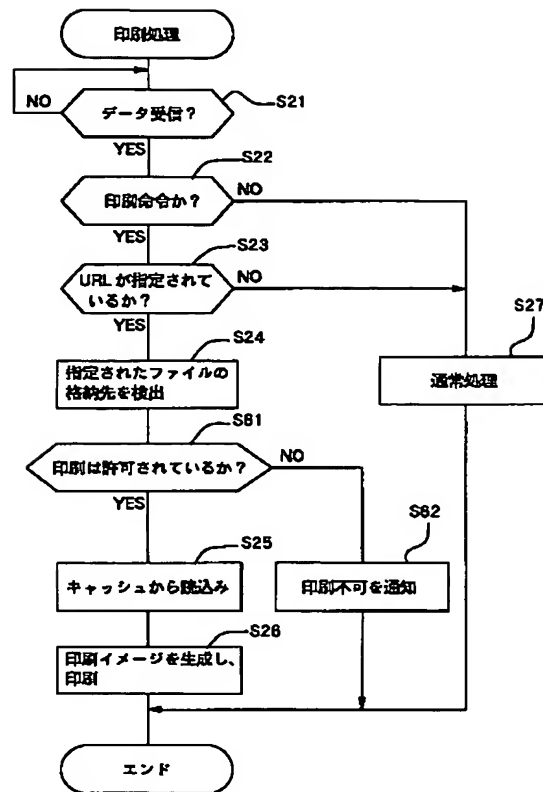 印刷処理
データ受信？
S21
NO
YES
S22
印刷命令か？
NO
YES
S23
URLが指定されて
いるか？
NO
YES
S27
S24
指定されたファイルの
格納先を検出
通常処理
S61
印刷は許可されているか？
NO
YES
S62
S25
キャッシュから読込み
印刷不可を通知
S26
印刷イメージを生成し、
印刷
エンド